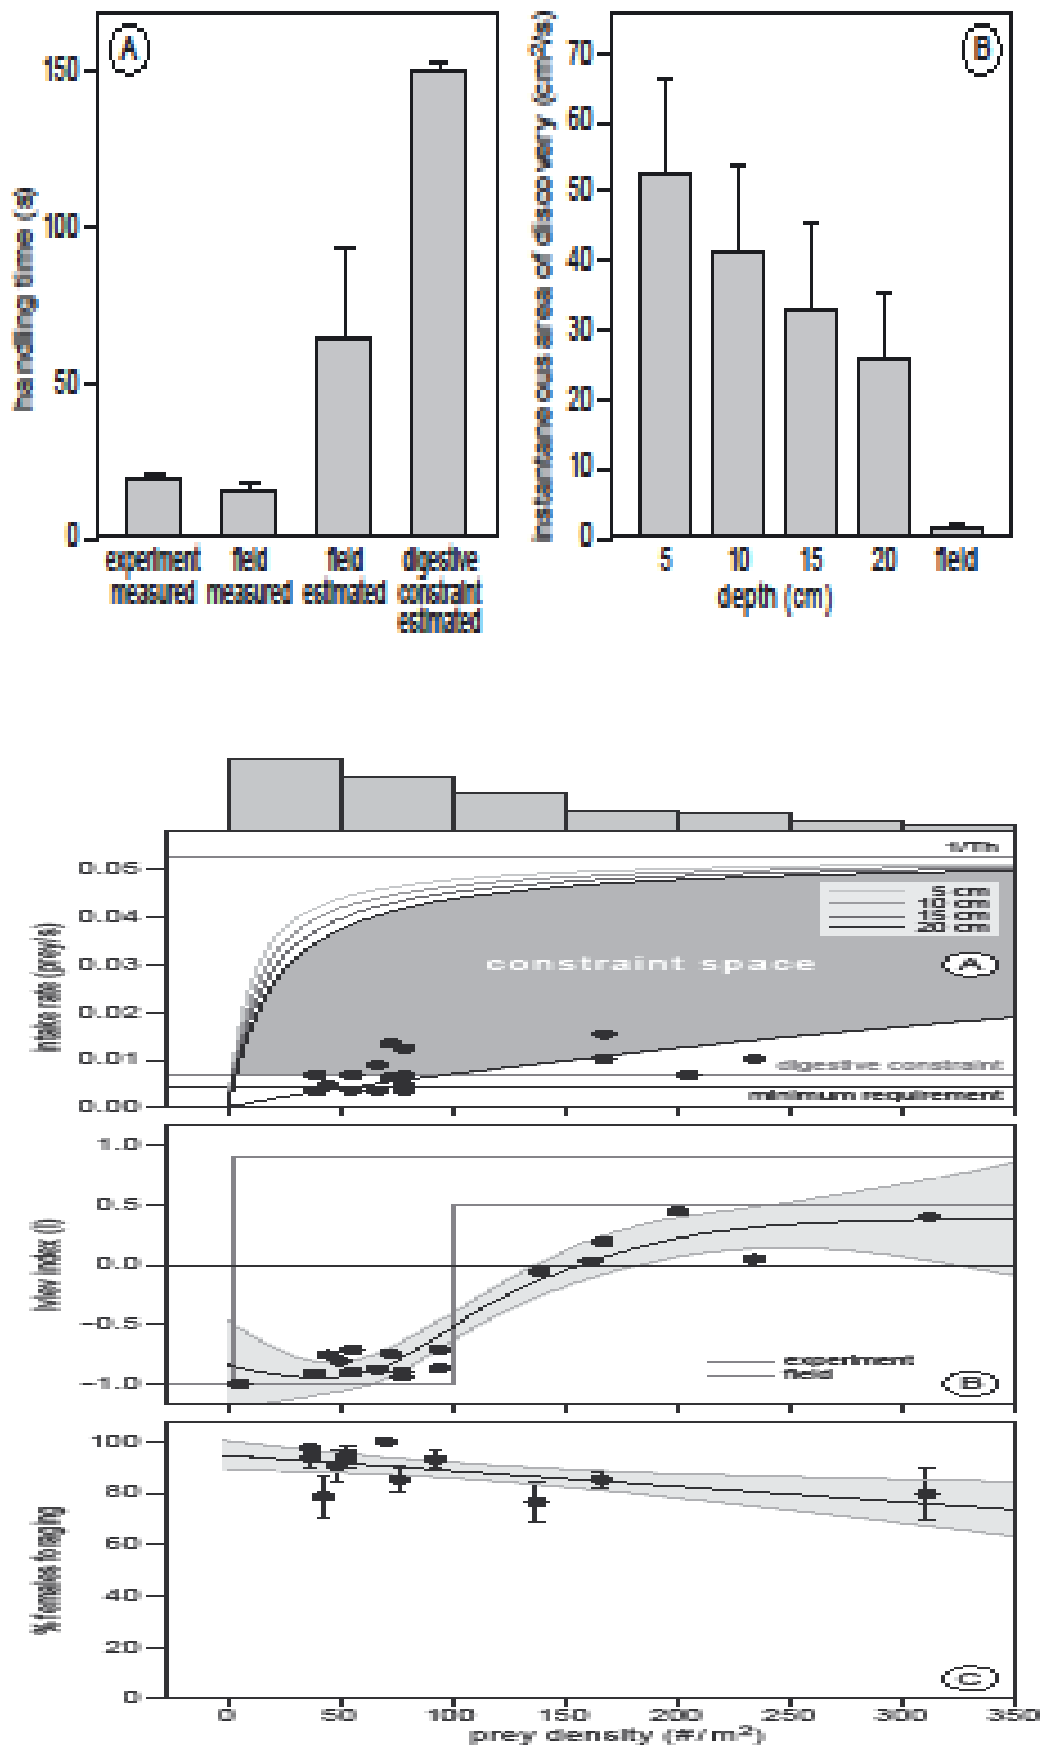 A
handling time (s)
150
100
50
0
experiment measured
field measured
field estimated
digestive constraint estimated
B
instantaneous area of discovery (cm²/s)
70
60
50
40
30
20
10
0
5
10
15
20
field
depth (cm)
1/Th
intake rate (prey/s)
0.05
0.04
0.03
0.02
0.01
0.00
5 cm
10 cm
15 cm
20 cm
A
constraint space
digestive constraint
minimum requirement
Ivlev index (I)
1.0
0.5
0.0
−0.5
−1.0
experiment
field
B
% females foraging
100
80
60
40
20
0
C
0
50
100
150
200
250
300
350
prey density (#/m²)